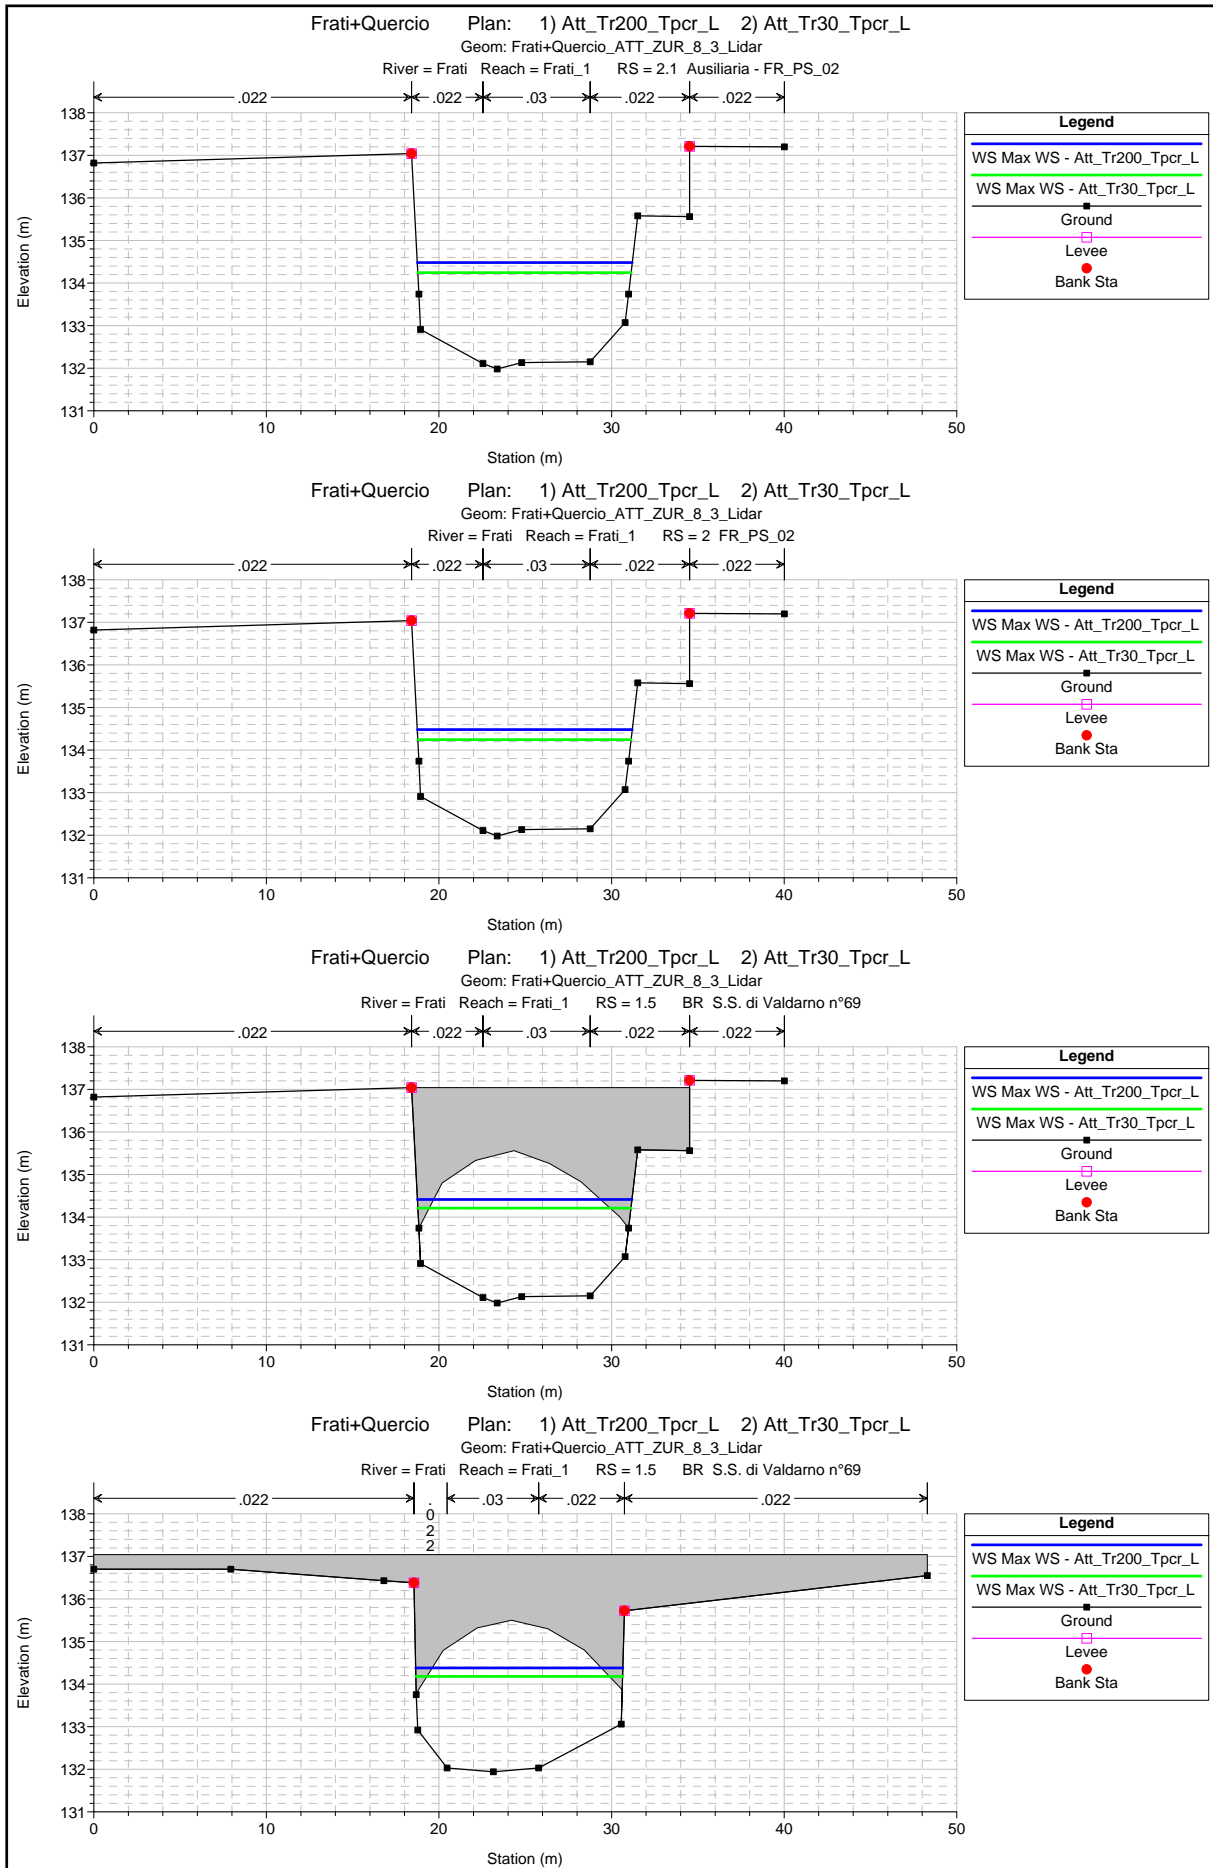 Frati+Quercio Plan: 1) Att_Tr200_Tpcr_L 2) Att_Tr30_Tpcr_L
Geom: Frati+Quercio_ATT_ZUR_8_3_Lidar
River = Frati Reach = Frati_1 RS = 2.1 Ausiliaria - FR_PS_02
.022 .022 .03 .022 .022
138
137
136
135
134
133
132
131
Elevation (m)
0 10 20 30 40 50
Station (m)
Legend
WS Max WS - Att_Tr200_Tpcr_L
WS Max WS - Att_Tr30_Tpcr_L
Ground
Levee
Bank Sta
Frati+Quercio Plan: 1) Att_Tr200_Tpcr_L 2) Att_Tr30_Tpcr_L
Geom: Frati+Quercio_ATT_ZUR_8_3_Lidar
River = Frati Reach = Frati_1 RS = 2 FR_PS_02
.022 .022 .03 .022 .022
138
137
136
135
134
133
132
131
Elevation (m)
0 10 20 30 40 50
Station (m)
Legend
WS Max WS - Att_Tr200_Tpcr_L
WS Max WS - Att_Tr30_Tpcr_L
Ground
Levee
Bank Sta
Frati+Quercio Plan: 1) Att_Tr200_Tpcr_L 2) Att_Tr30_Tpcr_L
Geom: Frati+Quercio_ATT_ZUR_8_3_Lidar
River = Frati Reach = Frati_1 RS = 1.5 BR S.S. di Valdarno n°69
.022 .022 .03 .022 .022
138
137
136
135
134
133
132
131
Elevation (m)
0 10 20 30 40 50
Station (m)
Legend
WS Max WS - Att_Tr200_Tpcr_L
WS Max WS - Att_Tr30_Tpcr_L
Ground
Levee
Bank Sta
Frati+Quercio Plan: 1) Att_Tr200_Tpcr_L 2) Att_Tr30_Tpcr_L
Geom: Frati+Quercio_ATT_ZUR_8_3_Lidar
River = Frati Reach = Frati_1 RS = 1.5 BR S.S. di Valdarno n°69
.022 .022 .03 .022 .022
138
137
136
135
134
133
132
131
Elevation (m)
0 10 20 30 40 50
Station (m)
Legend
WS Max WS - Att_Tr200_Tpcr_L
WS Max WS - Att_Tr30_Tpcr_L
Ground
Levee
Bank Sta